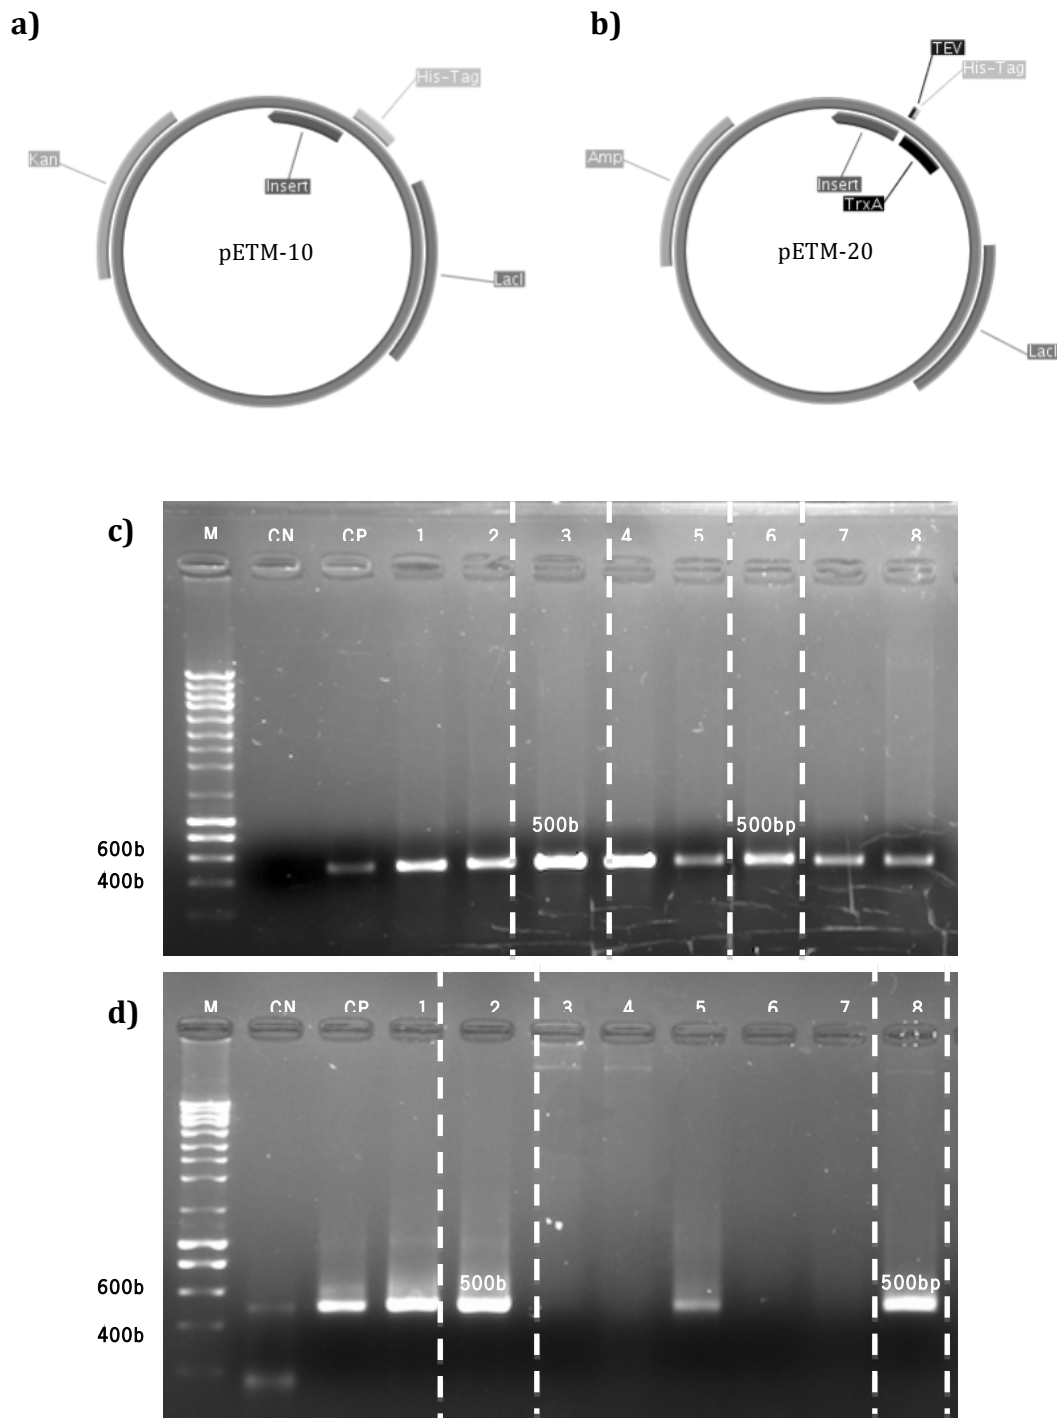 a)
b)
His-Tag
Kan
Insert
pETM-10
LacI
TEV
His-Tag
Amp
Insert
TrxA
pETM-20
LacI
c)
M CN CP 1 2 3 4 5 6 7 8
500b 500bp
600b
400b
d)
M CN CP 1 2 3 4 5 6 7 8
500b 500bp
600b
400b